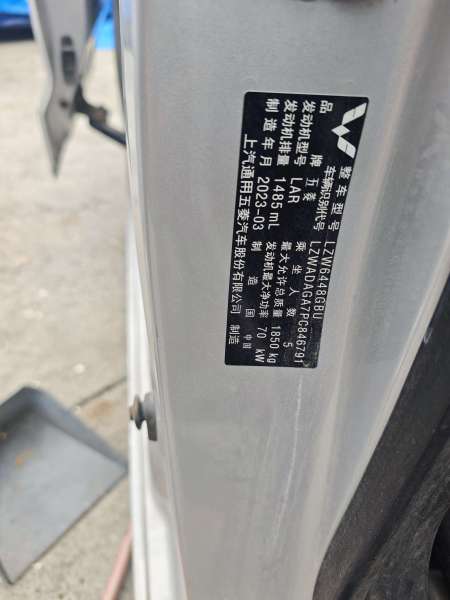 整车型号 LZW6448GBU
车辆识别代号 LZWADAGA7PC846791
品 牌 五菱 乘坐人数 5
发动机型号 LAR 最大允许总质量 1850 kg
发动机排量 1485 mL 发动机最大净功率 70 kW
制造年月 2023-03 制造国 中国
上汽通用五菱汽车股份有限公司 制造